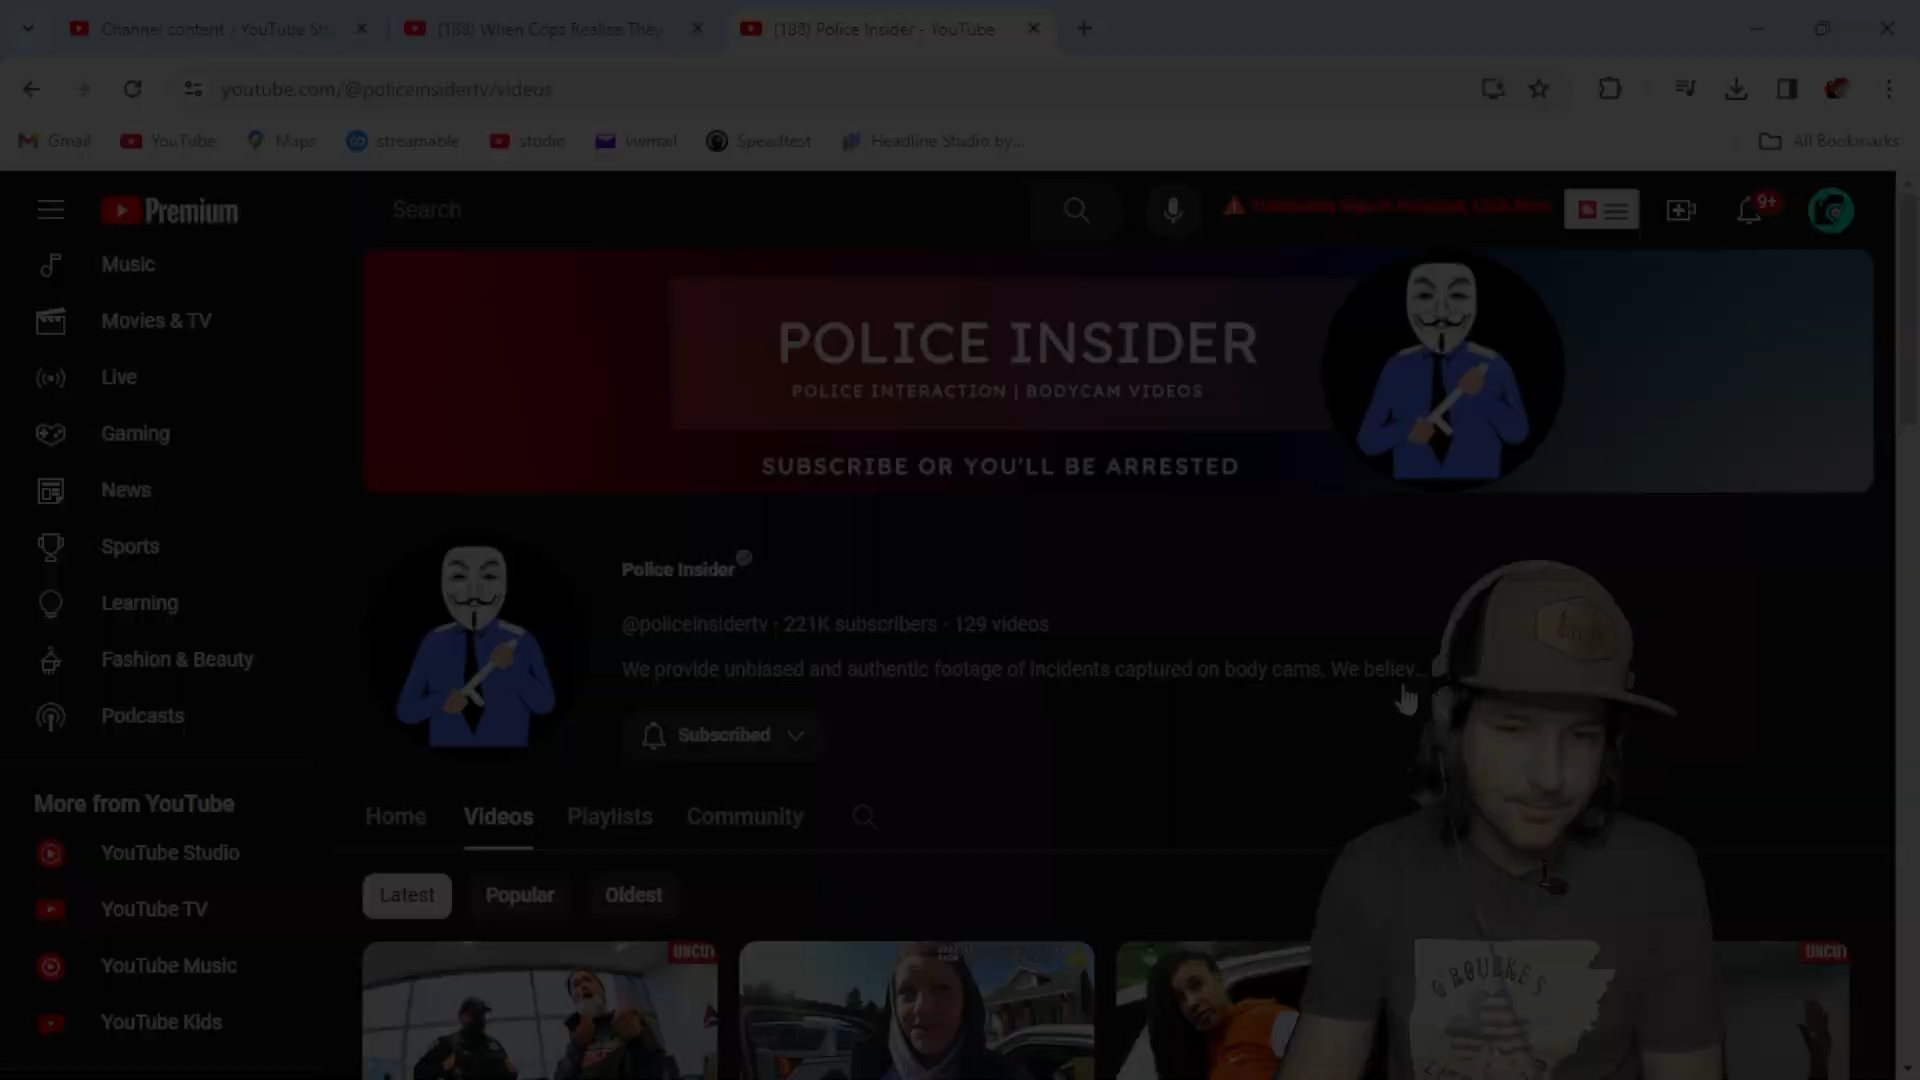 Channel content - YouTube St
(188) When Cops Realise They
(188) Police Insider - YouTube
youtube.com/@policeinsidertv/videos
Gmail
YouTube
Maps
streamable
studio
vwmail
Speedtest
Headline Studio by...
All Bookmarks
Premium
Search
9+
Music
Movies & TV
Live
Gaming
News
Sports
Learning
Fashion & Beauty
Podcasts
More from YouTube
YouTube Studio
YouTube TV
YouTube Music
YouTube Kids
POLICE INSIDER
POLICE INTERACTION | BODYCAM VIDEOS
SUBSCRIBE OR YOU'LL BE ARRESTED
Police Insider
@policeinsidertv · 221K subscribers · 129 videos
We provide unbiased and authentic footage of incidents captured on body cams. We believ...
Subscribed
Home
Videos
Playlists
Community
Latest
Popular
Oldest
UNCUT
UNCUT